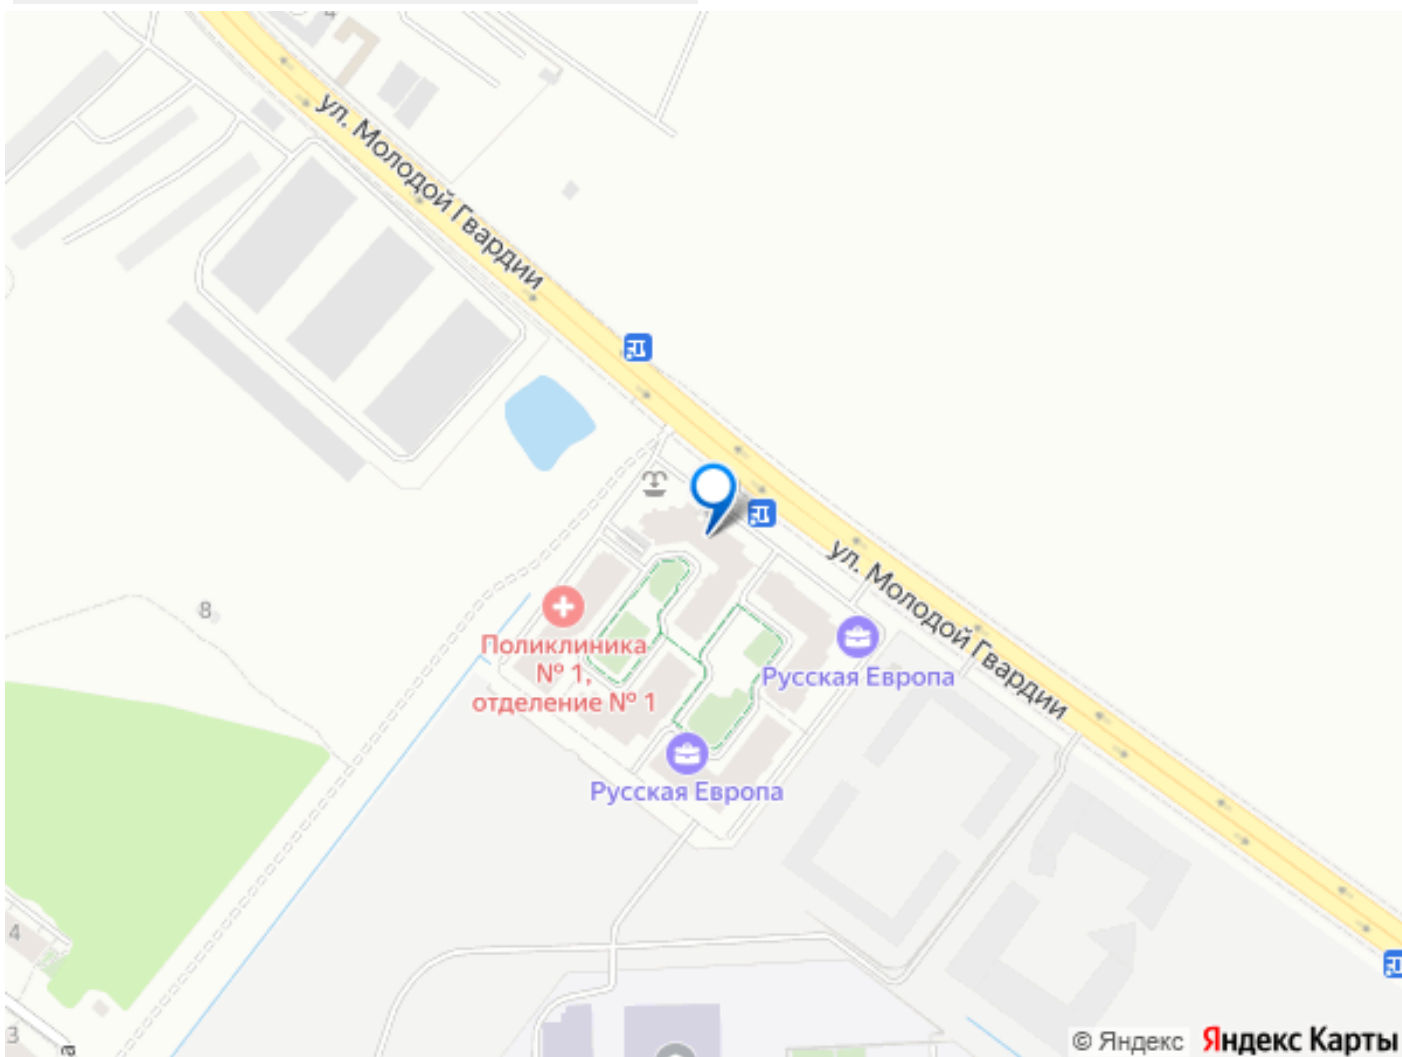 4
ул. Молодой Гвардии
ул. Молодой Гвардии
8
Поликлиника
№ 1,
отделение № 1
Русская Европа
Русская Европа
4
3
а
© Яндекс Яндекс Карты